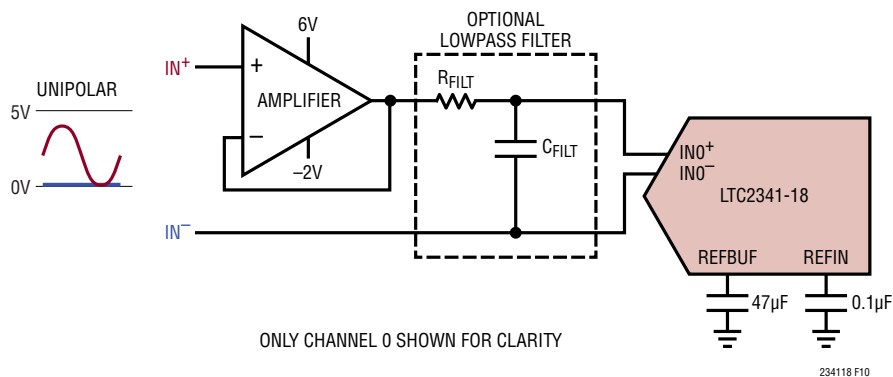 OPTIONAL
LOWPASS FILTER
6V
IN+
+
RFILT
UNIPOLAR
AMPLIFIER
5V
–
CFILT
IN0+
IN0–
0V
–2V
LTC2341-18
IN–
REFBUF REFIN
47µF
0.1µF
ONLY CHANNEL 0 SHOWN FOR CLARITY
234118 F10